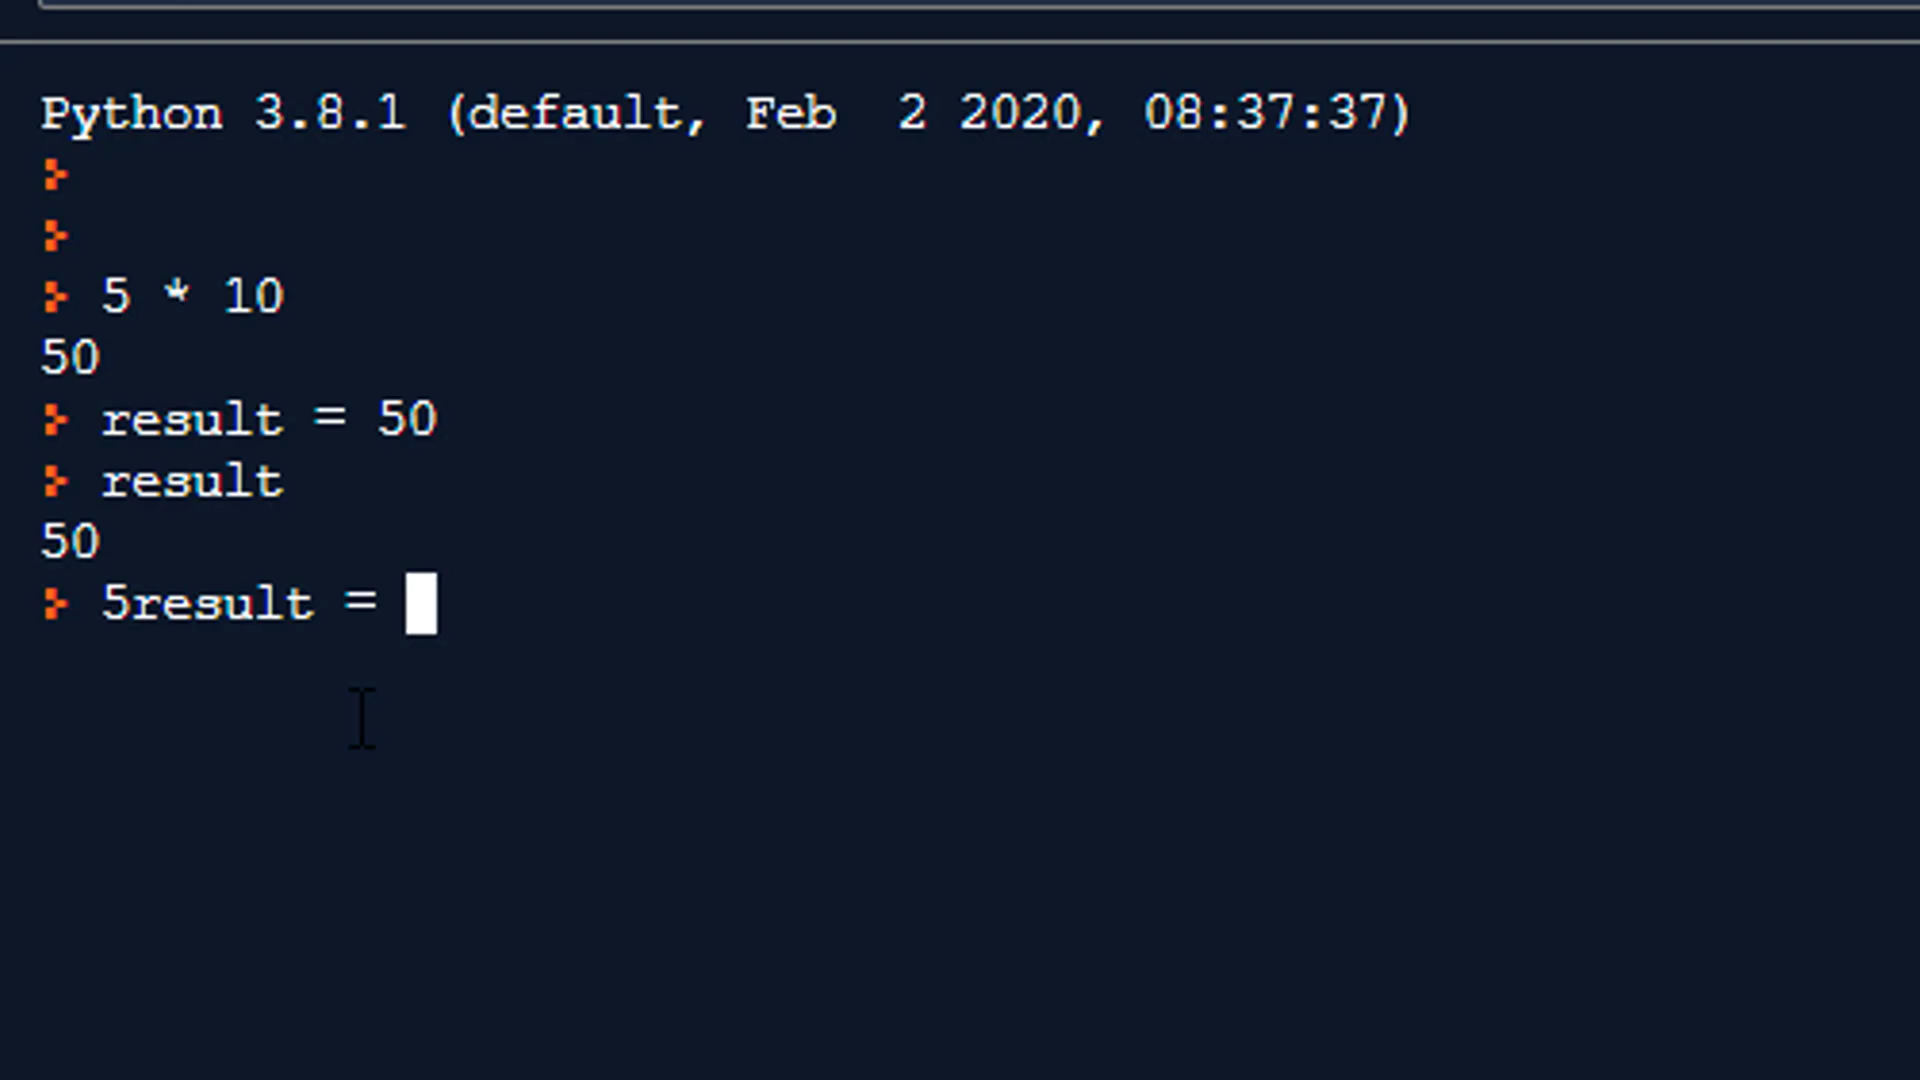 Python 3.8.1 (default, Feb  2 2020, 08:37:37)
5 * 10
50
result = 50
result
50
5result =